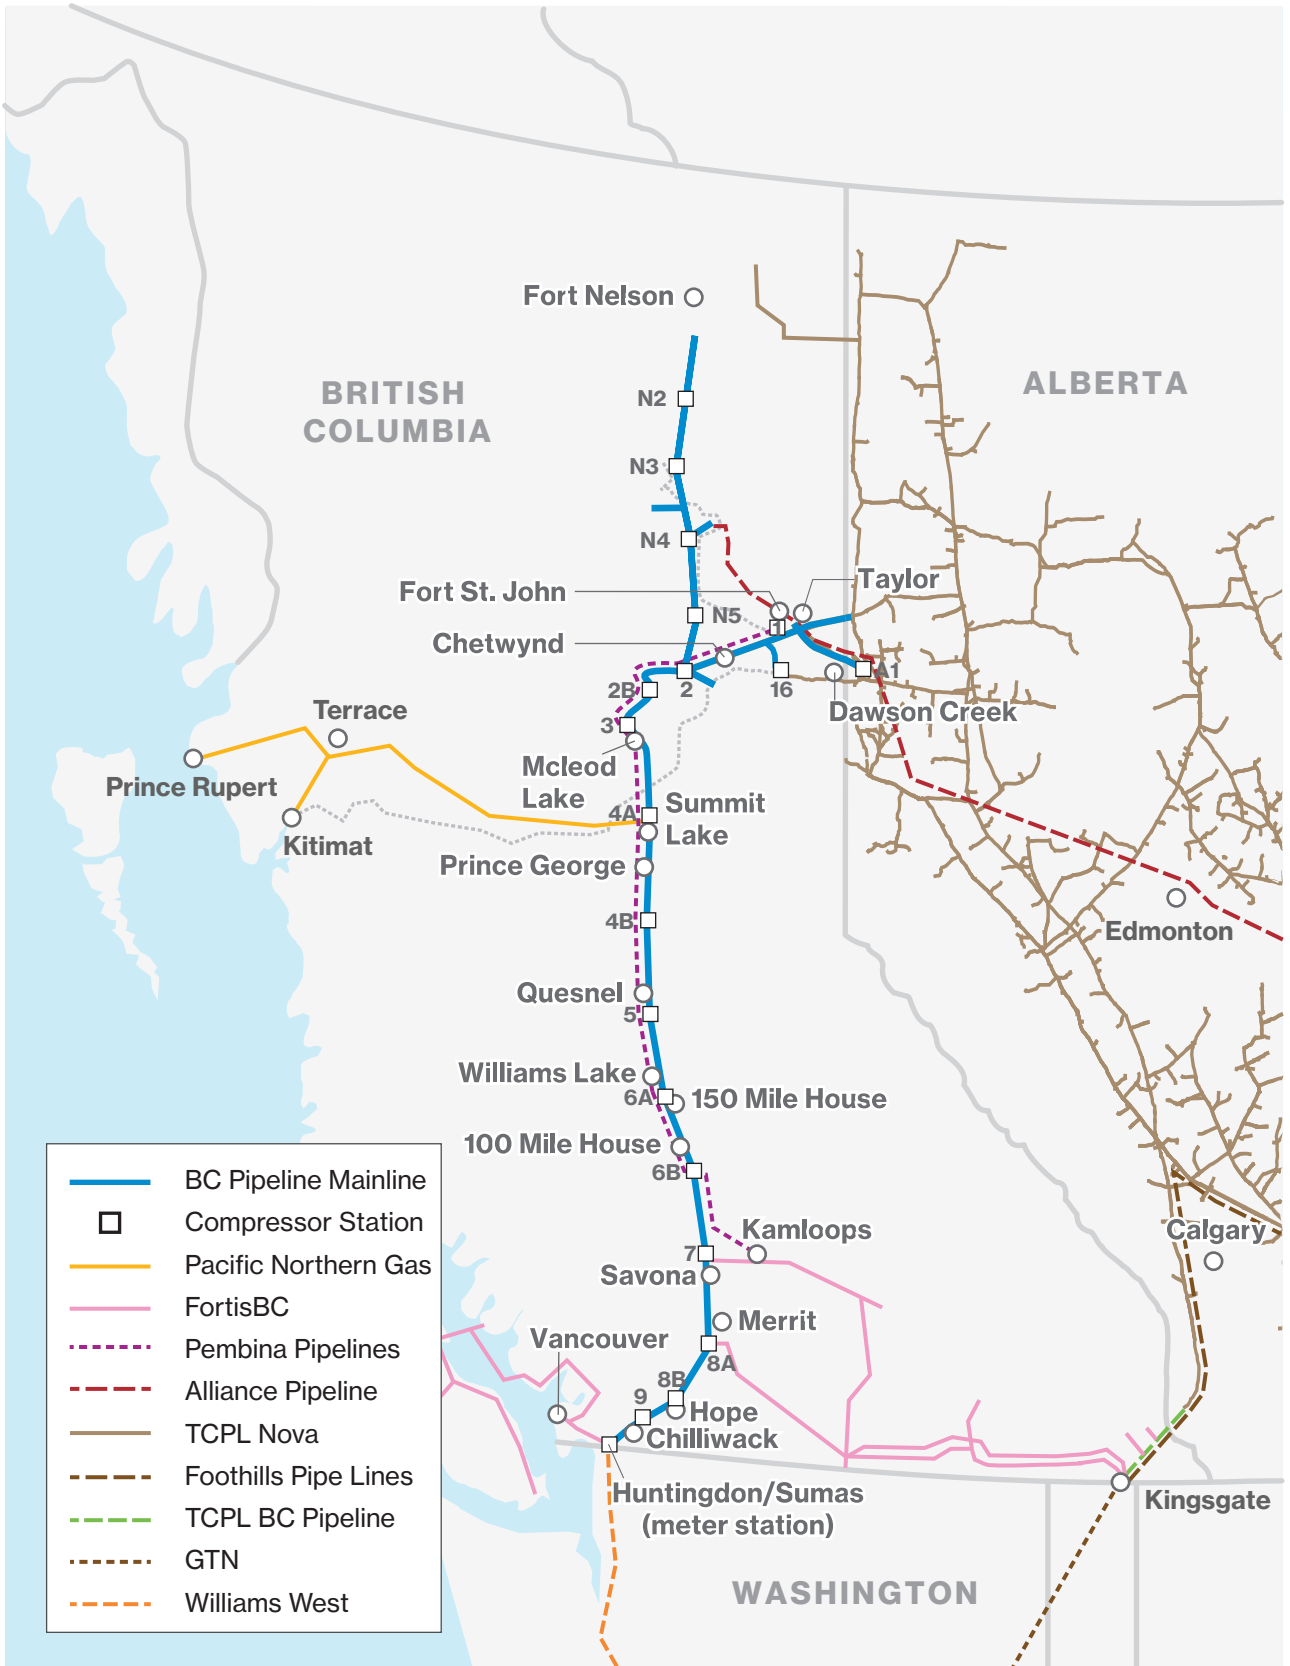 Fort Nelson
BRITISH
COLUMBIA
ALBERTA
N2
N3
N4
Fort St. John
Taylor
N5
1
Chetwynd
2B
2
16
A1
Dawson Creek
Terrace
3
Prince Rupert
Mcleod
Lake
4A
Summit
Lake
Kitimat
Prince George
4B
Edmonton
Quesnel
5
Williams Lake
6A
150 Mile House
100 Mile House
6B
Kamloops
Calgary
7
Savona
Merrit
Vancouver
8A
8B
9
Hope
Chilliwack
Huntingdon/Sumas
(meter station)
Kingsgate
WASHINGTON
BC Pipeline Mainline
Compressor Station
Pacific Northern Gas
FortisBC
Pembina Pipelines
Alliance Pipeline
TCPL Nova
Foothills Pipe Lines
TCPL BC Pipeline
GTN
Williams West